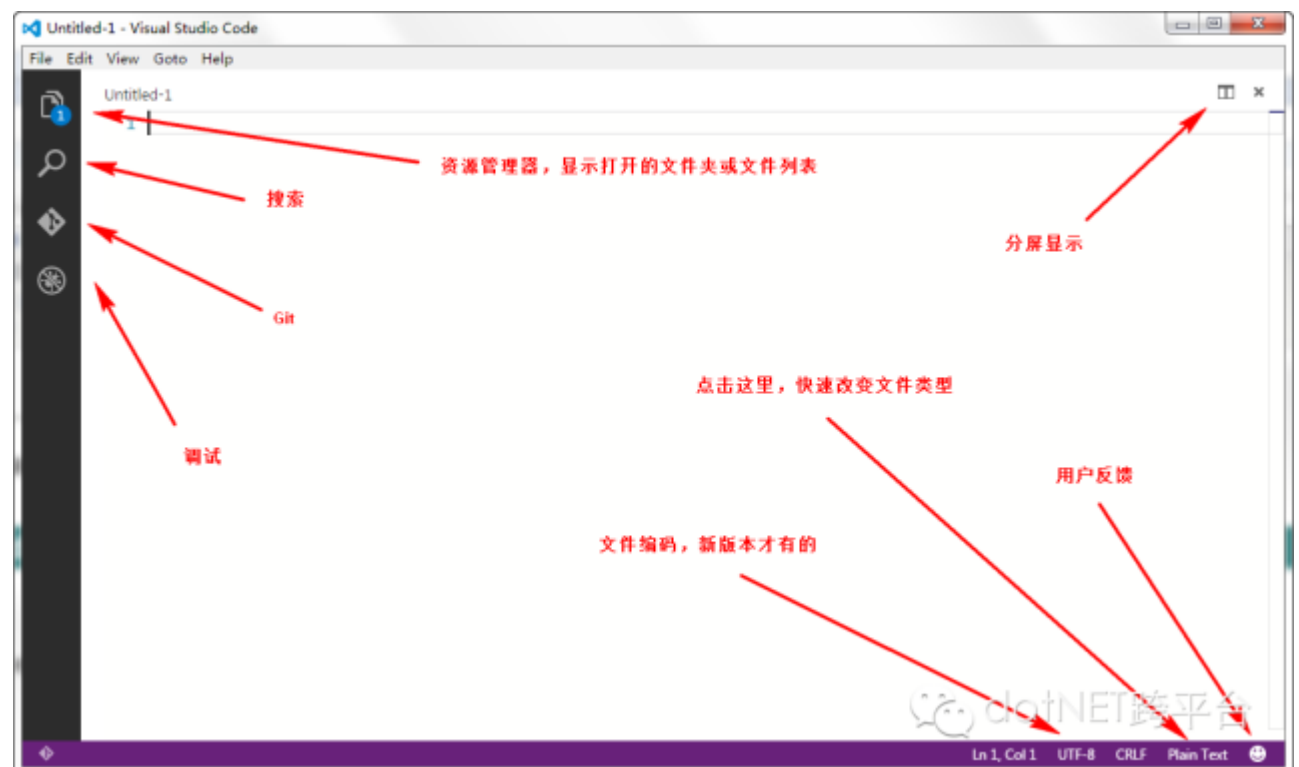 Untitled-1 - Visual Studio Code
File Edit View Goto Help
Untitled-1
1
1
资源管理器，显示打开的文件夹或文件列表
搜索
分屏显示
Git
点击这里，快速改变文件类型
调试
用户反馈
文件编码，新版本才有的
dotNET跨平台
Ln 1, Col 1 UTF-8 CRLF Plain Text